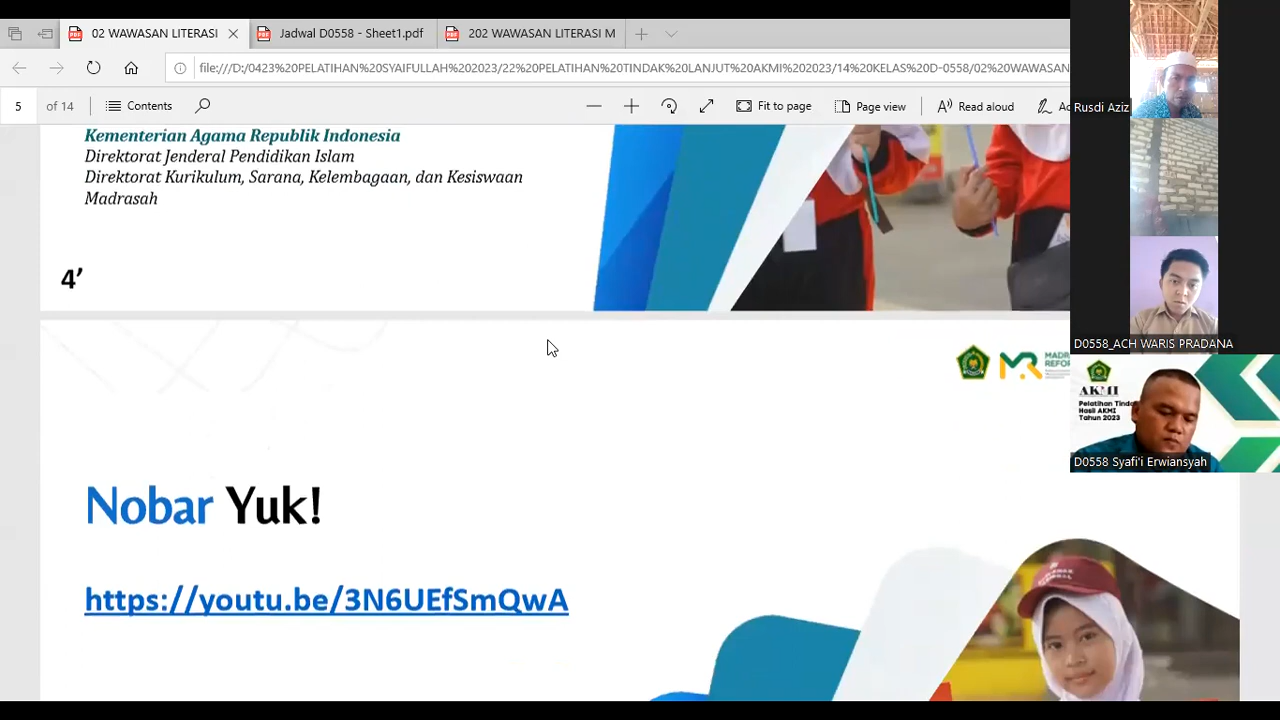 02 WAWASAN LITERASI
Jadwal D0558 - Sheet1.pdf
202 WAWASAN LITERASI M
file:///D:/0423%20PELATIHAN%20SYAIFULLAH%202023/22%20PELATIHAN%20TINDAK%20LANJUT%20AKMI%202023/14%20KELAS%20D-0558/02%20WAWASAN
5 of 14
Contents
Fit to page
Page view
Read aloud
Kementerian Agama Republik Indonesia
Direktorat Jenderal Pendidikan Islam
Direktorat Kurikulum, Sarana, Kelembagaan, dan Kesiswaan
Madrasah
4’
Nobar Yuk!
https://youtu.be/3N6UEfSmQwA
Rusdi Aziz
D0558_ACH WARIS PRADANA
AKMI
Pelatihan Tinda
Hasil AKMI
Tahun 2023
D0558 Syafi'i Erwiansyah